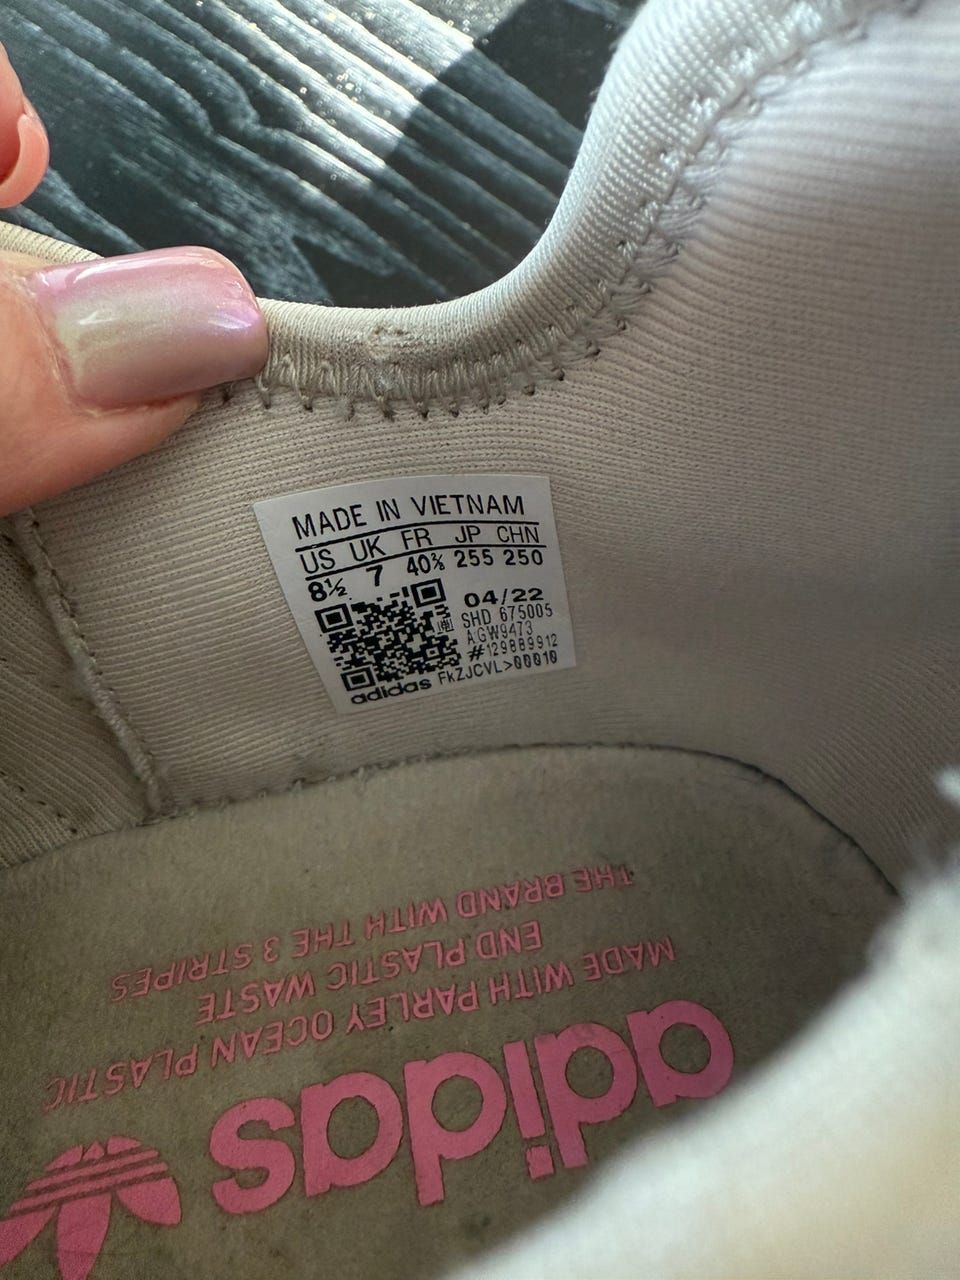 MADE IN VIETNAM
US UK FR JP CHN
8½ 7 40⅔ 255 250
04/22
SHD 675005
AGW9473
#129889912
adidas FkZJCVL>00010
adidas
MADE WITH PARLEY OCEAN PLASTIC
END PLASTIC WASTE
THE BRAND WITH THE 3 STRIPES